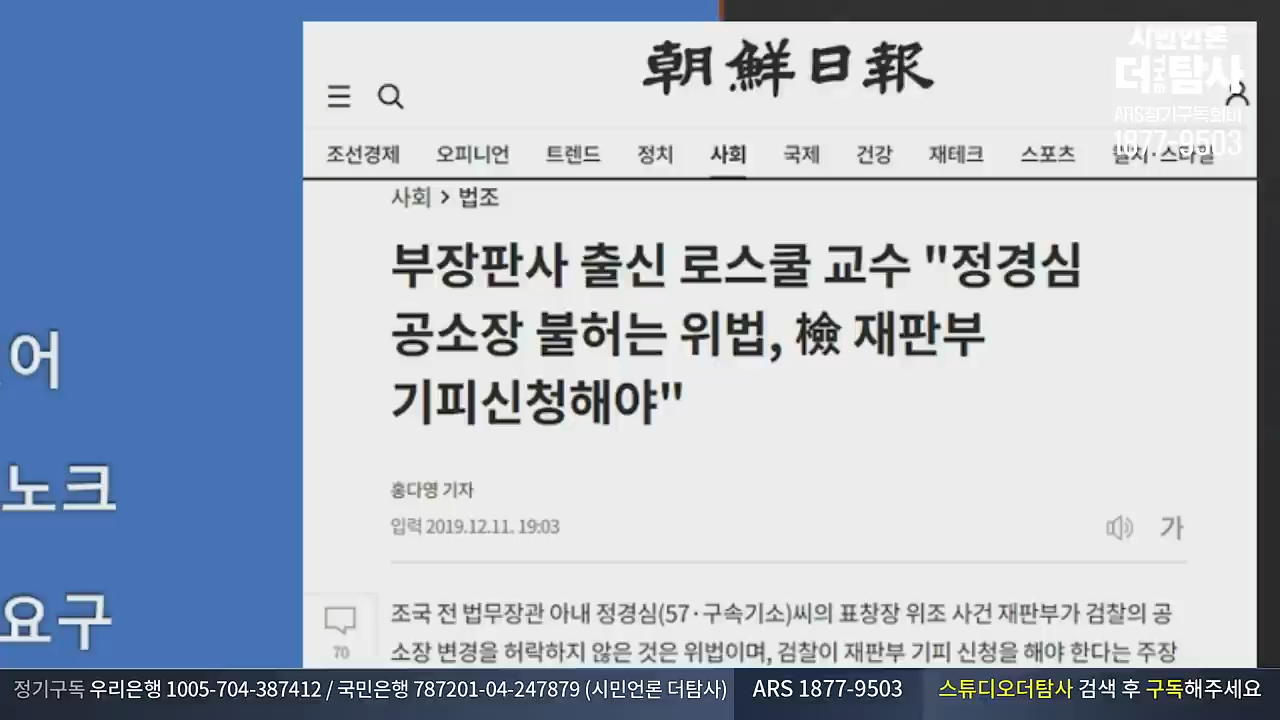 朝鮮日報
시민언론
더탐사
ARS정기구독회비
1877-9503
조선경제 오피니언 트렌드 정치 사회 국제 건강 재테크 스포츠
사회 > 법조
부장판사 출신 로스쿨 교수 "정경심
공소장 불허는 위법, 檢 재판부
기피신청해야"
홍다영 기자
입력 2019.12.11. 19:03
가
70
조국 전 법무장관 아내 정경심(57·구속기소)씨의 표창장 위조 사건 재판부가 검찰의 공
소장 변경을 허락하지 않은 것은 위법이며, 검찰이 재판부 기피 신청을 해야 한다는 주장
어
노크
요구
정기구독 우리은행 1005-704-387412 / 국민은행 787201-04-247879 (시민언론 더탐사) ARS 1877-9503 스튜디오더탐사 검색 후 구독해주세요